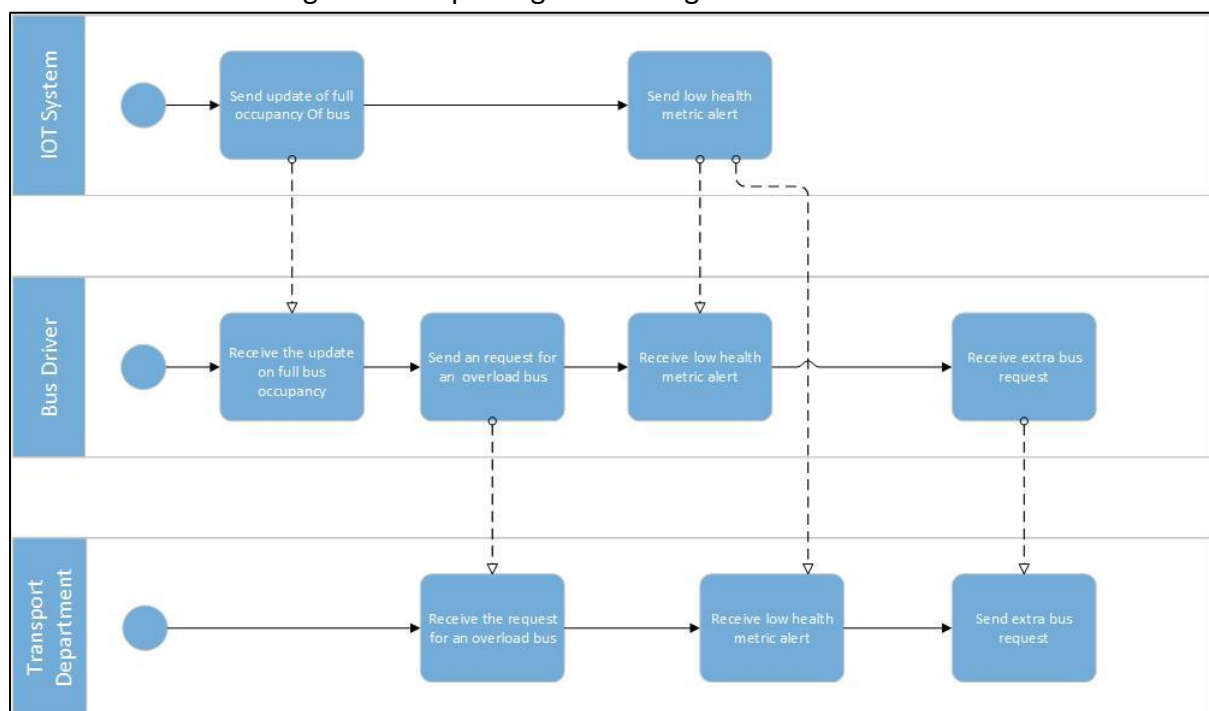 IOT System
Send update of full
occupancy Of bus
Send low health
metric alert
Bus Driver
Receive the update
on full bus
occupancy
Send an request for
an overload bus
Receive low health
metric alert
Receive extra bus
request
Transport
Department
Receive the request
for an overload bus
Receive low health
metric alert
Send extra bus
request